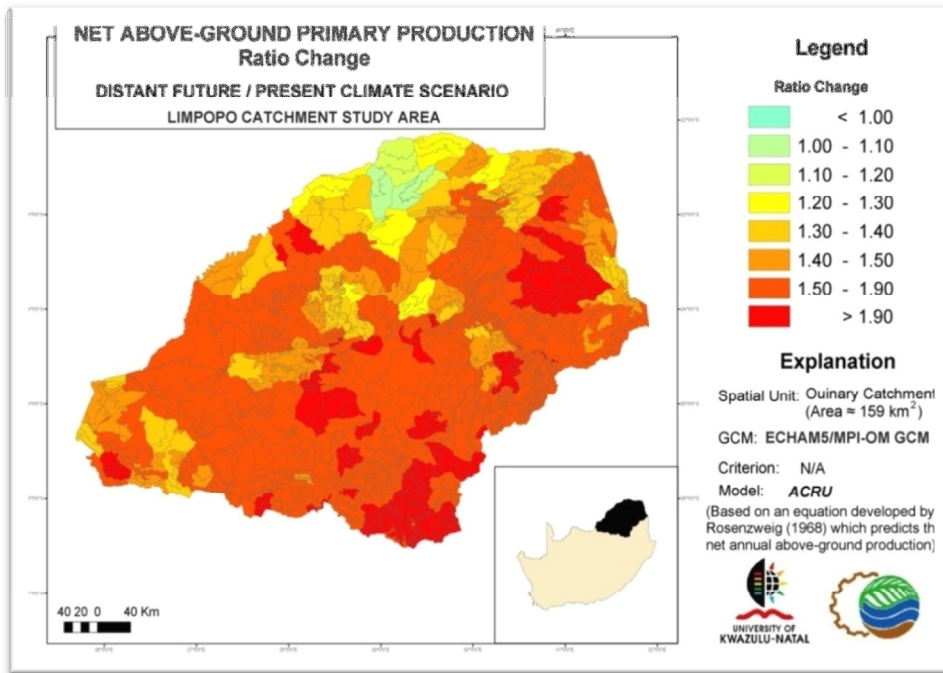 NET ABOVE-GROUND PRIMARY PRODUCTION
Ratio Change
DISTANT FUTURE / PRESENT CLIMATE SCENARIO
LIMPOPO CATCHMENT STUDY AREA
40 20 0 40 Km
Legend
Ratio Change
< 1.00
1.00 - 1.10
1.10 - 1.20
1.20 - 1.30
1.30 - 1.40
1.40 - 1.50
1.50 - 1.90
> 1.90
Explanation
Spatial Unit: Quinary Catchment
(Area ≈ 159 km²)
GCM: ECHAM5/MPI-OM GCM
Criterion: N/A
Model: ACRU
(Based on an equation developed by
Rosenzweig (1968) which predicts th
net annual above-ground production)
UNIVERSITY OF
KWAZULU-NATAL